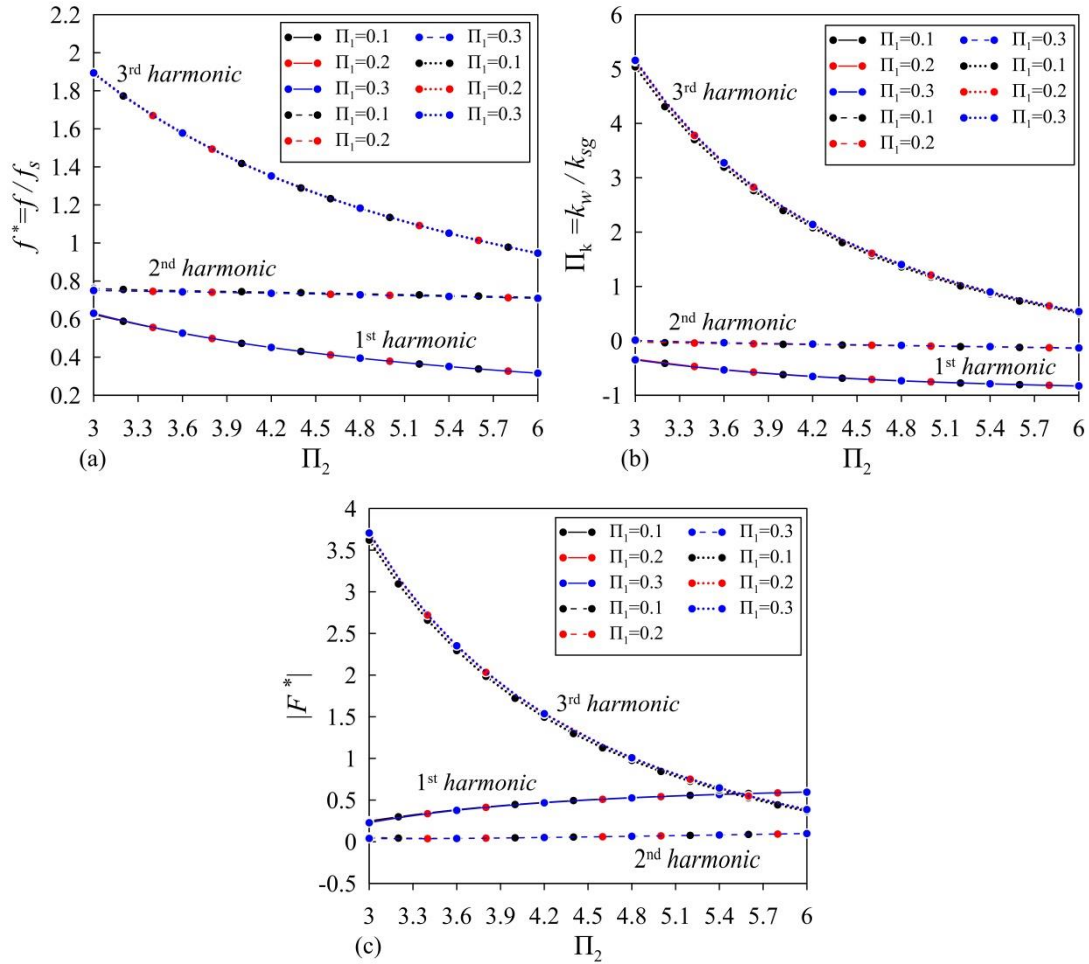 2.2
2
1.8
1.6
1.4
1.2
1
0.8
0.6
0.4
0.2
f*=f/fs
3rd harmonic
2nd harmonic
1st harmonic
Π1=0.1
Π1=0.2
Π1=0.3
Π1=0.1
Π1=0.2
Π1=0.3
Π1=0.1
Π1=0.2
Π1=0.3
3 3.3 3.6 3.9 4.2 4.5 4.8 5.1 5.4 5.7 6
(a) Π2
6
5
4
3
2
1
0
-1
Πk =kw / ksg
3rd harmonic
2nd harmonic
1st harmonic
Π1=0.1
Π1=0.2
Π1=0.3
Π1=0.1
Π1=0.2
Π1=0.3
Π1=0.1
Π1=0.2
Π1=0.3
3 3.3 3.6 3.9 4.2 4.5 4.8 5.1 5.4 5.7 6
(b) Π2
4
3.5
3
2.5
2
1.5
1
0.5
0
-0.5
|F*|
3rd harmonic
1st harmonic
2nd harmonic
Π1=0.1
Π1=0.2
Π1=0.3
Π1=0.1
Π1=0.2
Π1=0.3
Π1=0.1
Π1=0.2
Π1=0.3
3 3.3 3.6 3.9 4.2 4.5 4.8 5.1 5.4 5.7 6
(c) Π2